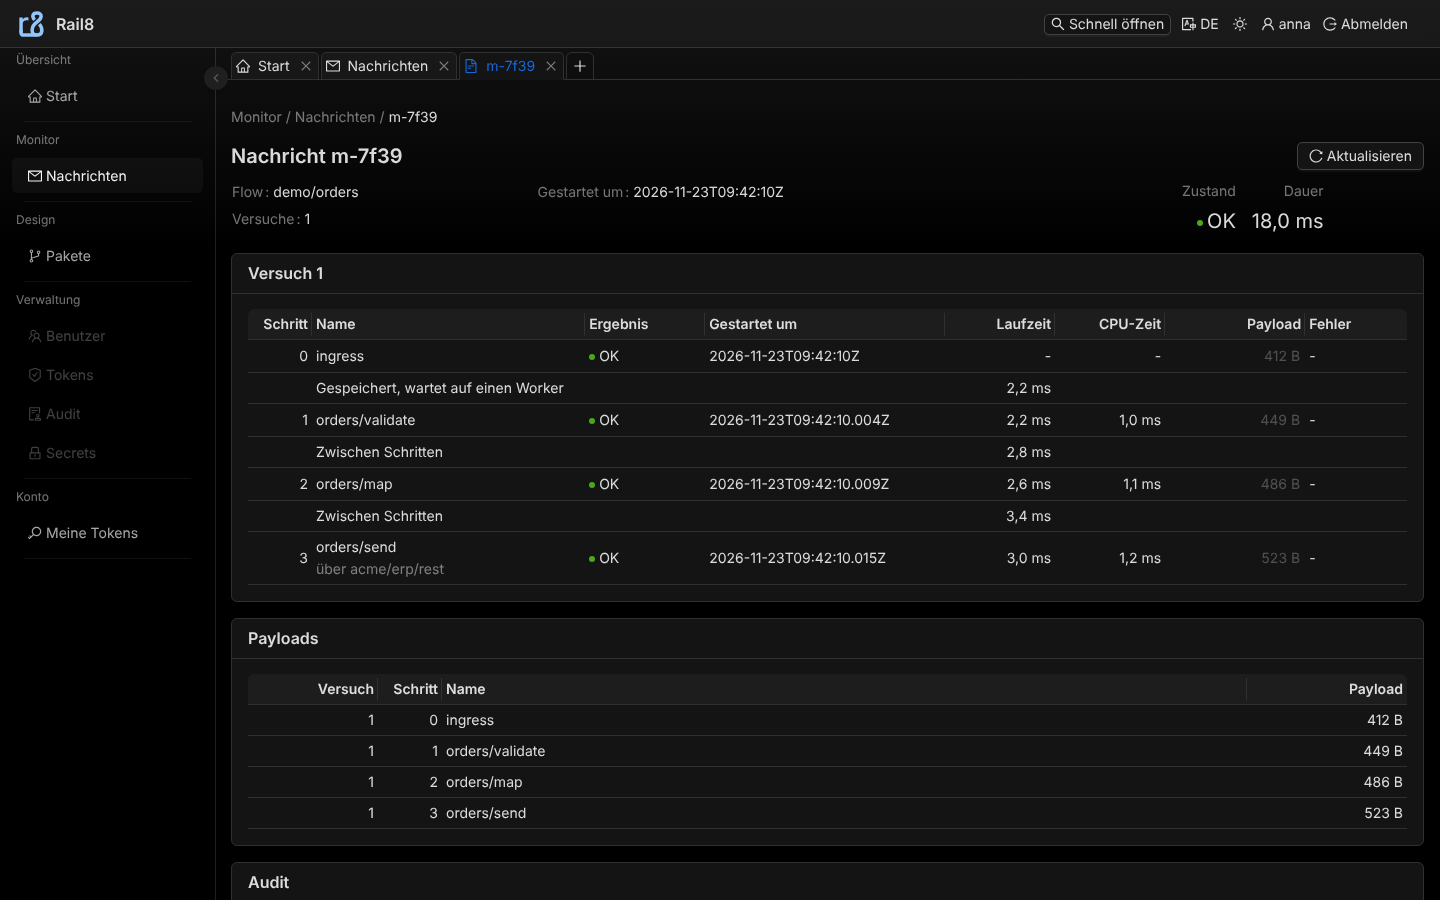 Rail8
Schnell öffnen
DE
anna
Abmelden
Übersicht
Start
Monitor
Nachrichten
Design
Pakete
Verwaltung
Benutzer
Tokens
Audit
Secrets
Konto
Meine Tokens
Start
Nachrichten
m-7f39
Monitor / Nachrichten / m-7f39
Nachricht m-7f39
Aktualisieren
Flow: demo/orders
Gestartet um: 2026-11-23T09:42:10Z
Versuche: 1
Zustand Dauer
OK 18,0 ms
Versuch 1
Schritt Name Ergebnis Gestartet um Laufzeit CPU-Zeit Payload Fehler
0 ingress OK 2026-11-23T09:42:10Z - - 412 B -
Gespeichert, wartet auf einen Worker 2,2 ms
1 orders/validate OK 2026-11-23T09:42:10.004Z 2,2 ms 1,0 ms 449 B -
Zwischen Schritten 2,8 ms
2 orders/map OK 2026-11-23T09:42:10.009Z 2,6 ms 1,1 ms 486 B -
Zwischen Schritten 3,4 ms
3 orders/send OK 2026-11-23T09:42:10.015Z 3,0 ms 1,2 ms 523 B -
über acme/erp/rest
Payloads
Versuch Schritt Name Payload
1 0 ingress 412 B
1 1 orders/validate 449 B
1 2 orders/map 486 B
1 3 orders/send 523 B
Audit